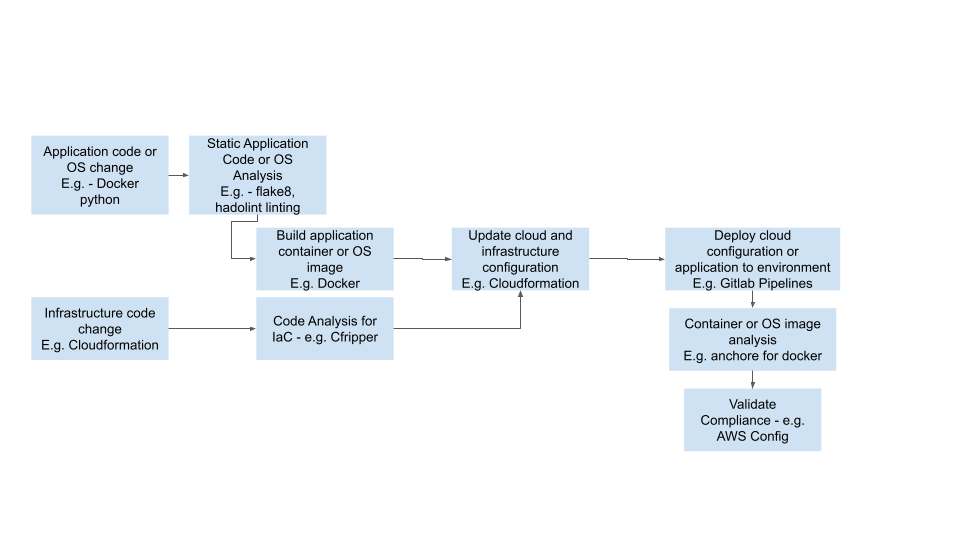 Application code or
OS change
E.g. - Docker
python
Static Application
Code or OS
Analysis
E.g. - flake8,
hadolint linting
Build application
container or OS
image
E.g. Docker
Update cloud and
infrastructure
configuration
E.g. Cloudformation
Deploy cloud
configuration or
application to environment
E.g. Gitlab Pipelines
Infrastructure code
change
E.g. Cloudformation
Code Analysis for
IaC - e.g. Cfripper
Container or OS image
analysis
E.g. anchore for docker
Validate
Compliance - e.g.
AWS Config